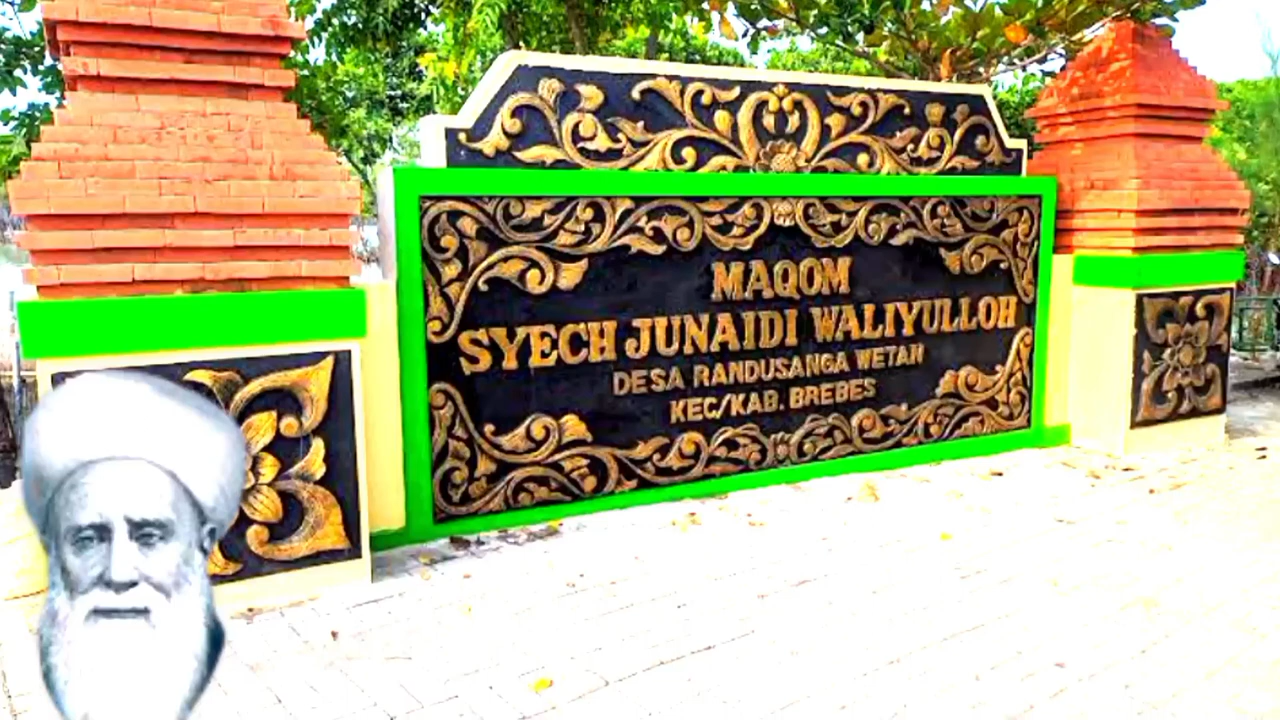 MAQOM
SYECH JUNAIDI WALIYULLOH
DESA RANDUSANGA WETAN
KEC/KAB. BREBES